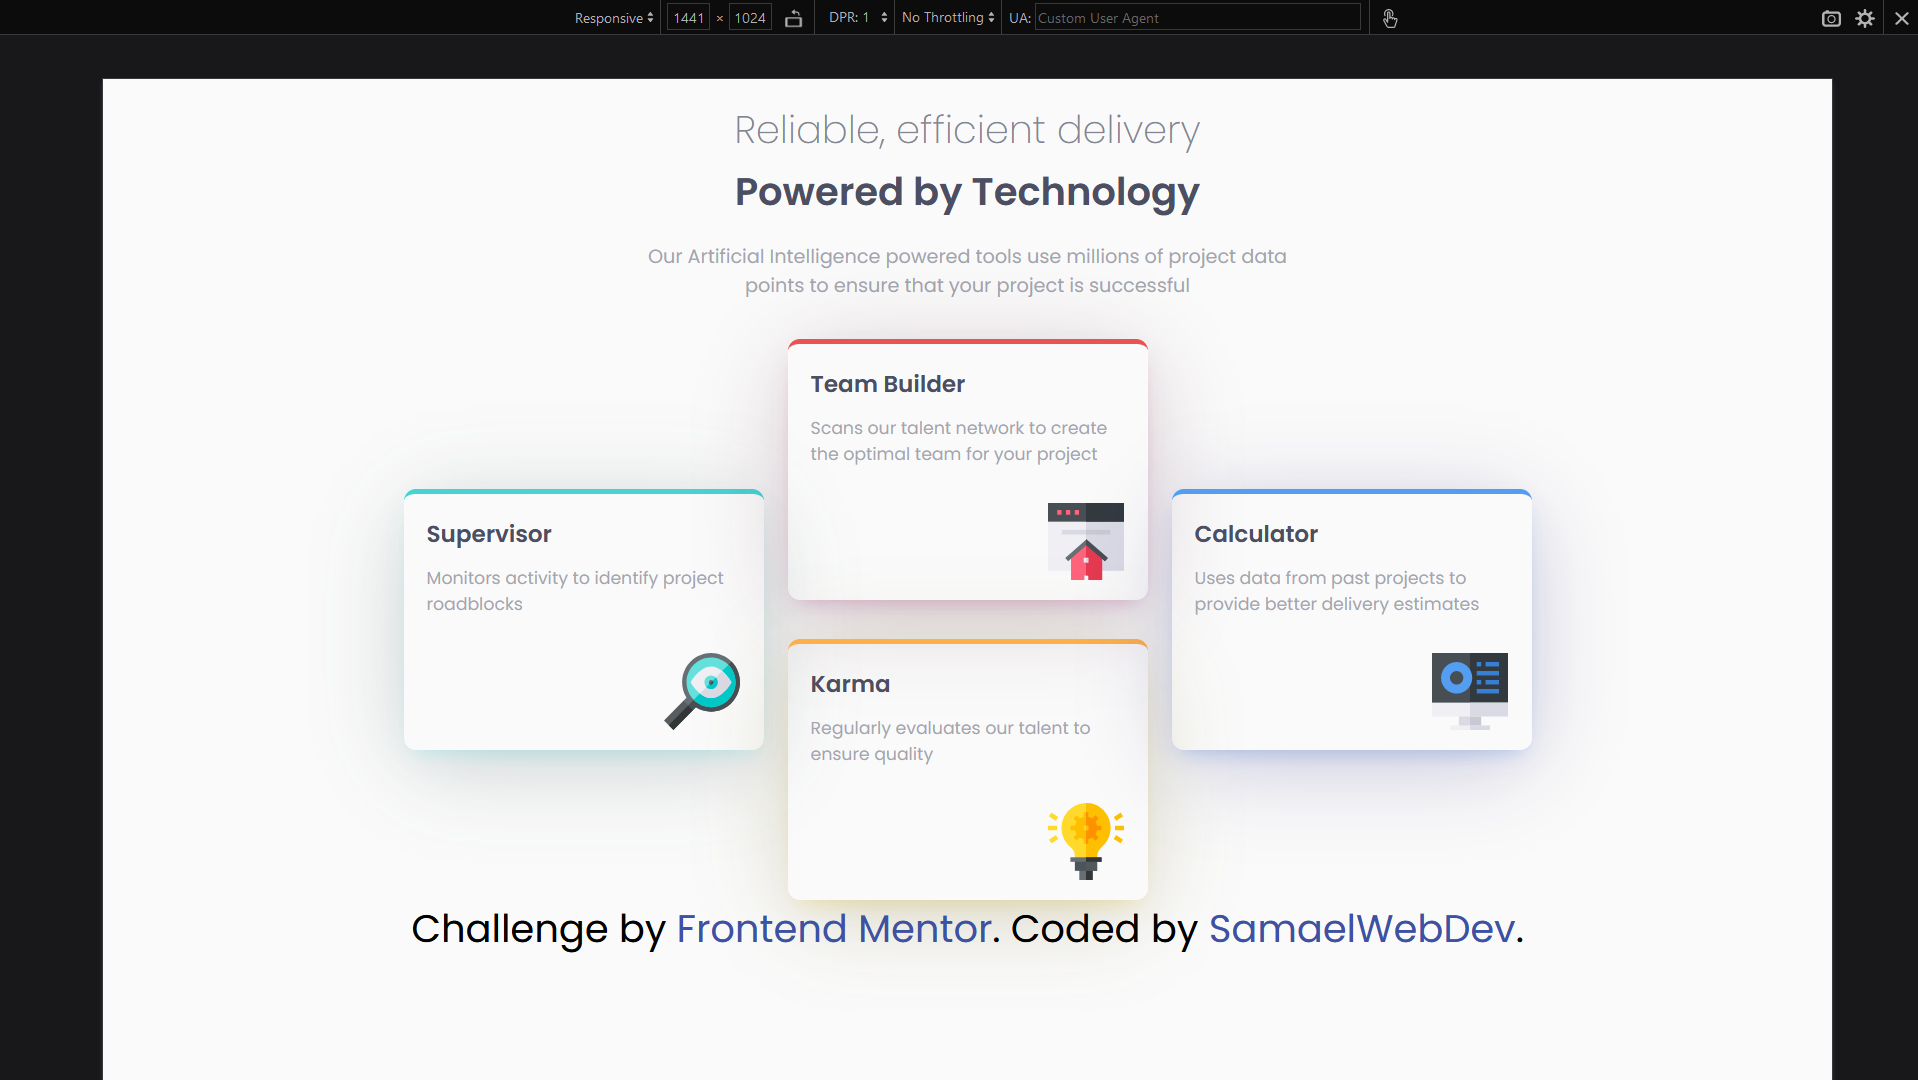 Responsive 1441 × 1024 DPR: 1 No Throttling UA: Custom User Agent
Reliable, efficient delivery
Powered by Technology
Our Artificial Intelligence powered tools use millions of project data
points to ensure that your project is successful
Team Builder
Scans our talent network to create
the optimal team for your project
Supervisor
Monitors activity to identify project
roadblocks
Calculator
Uses data from past projects to
provide better delivery estimates
Karma
Regularly evaluates our talent to
ensure quality
Challenge by Frontend Mentor. Coded by SamaelWebDev.